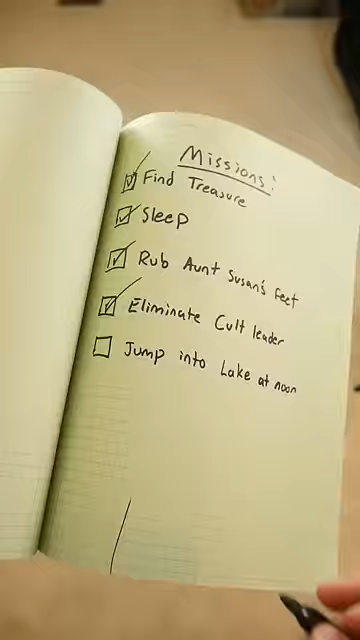 Missions:
Find Treasure
Sleep
Rub Aunt Susan's feet
Eliminate Cult leader
Jump into Lake at noon